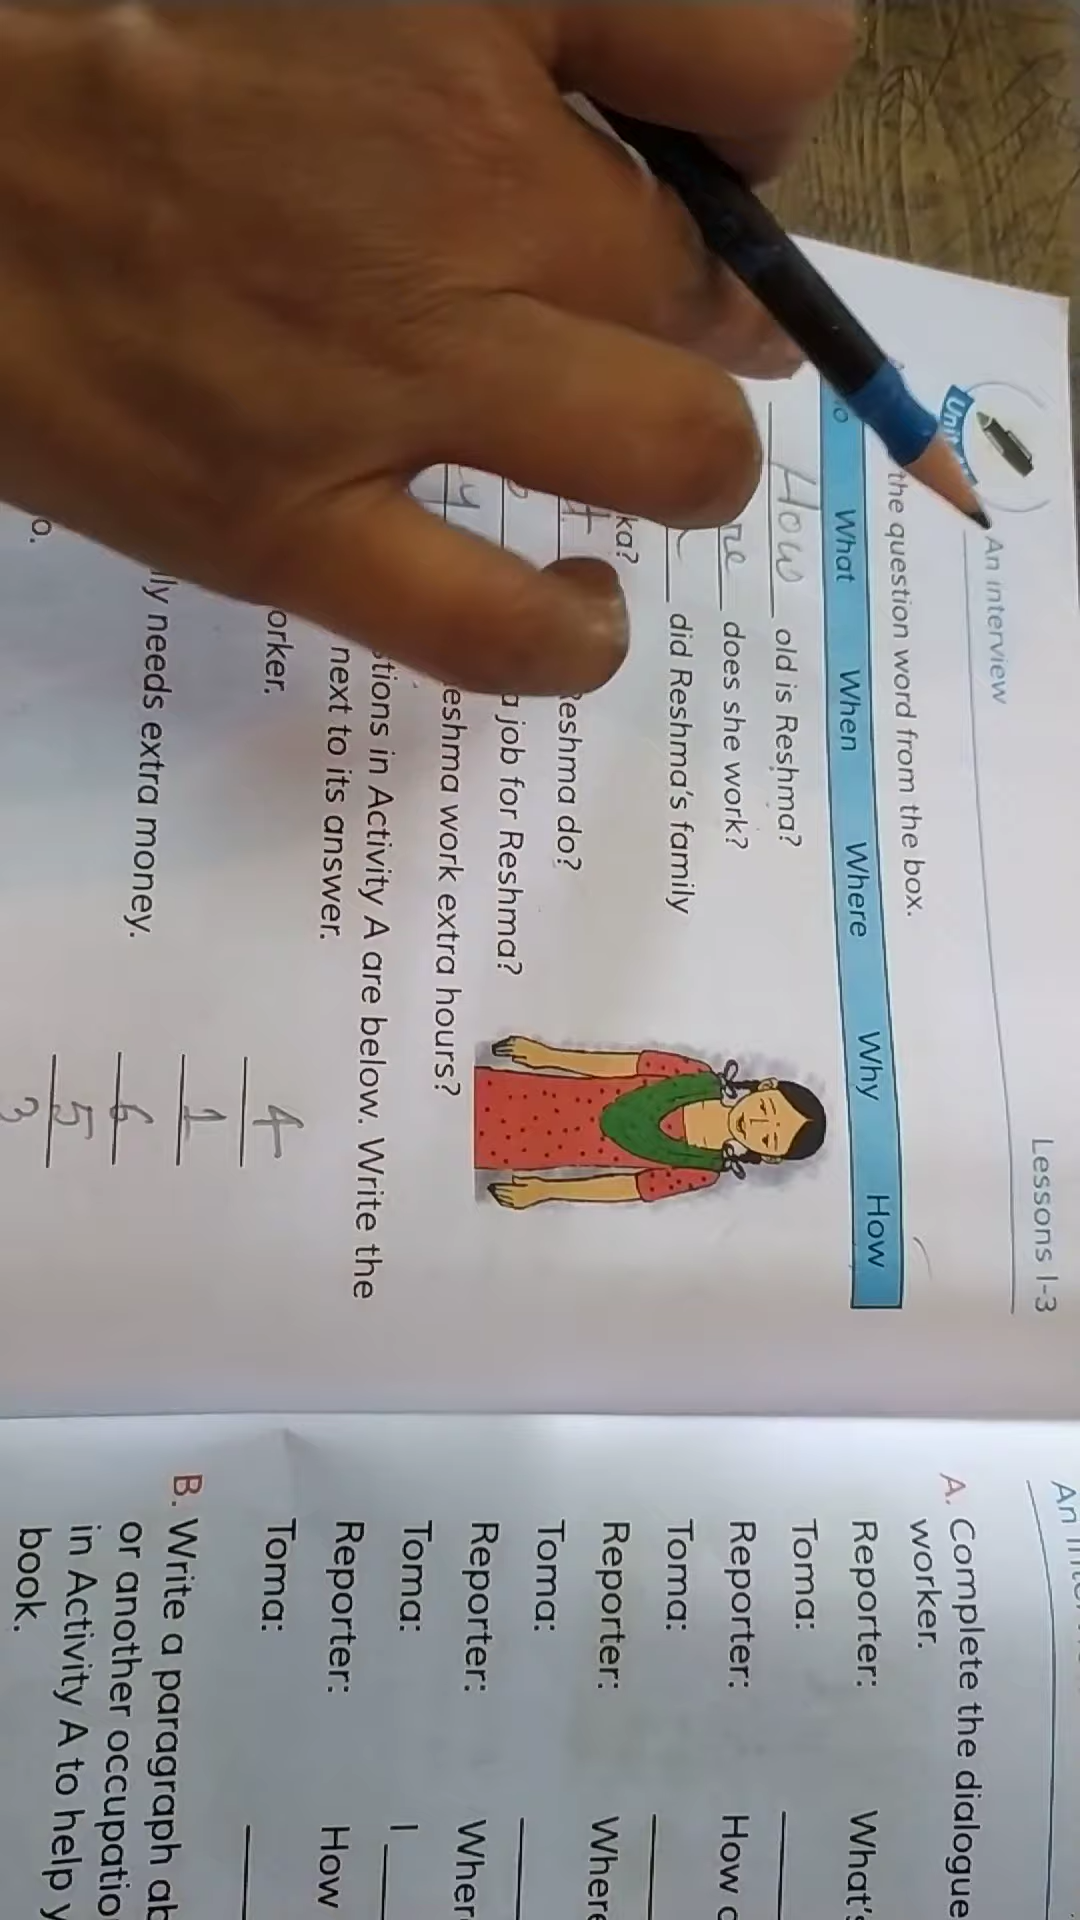 An interview
Lessons 1-3
the question word from the box.
What When Where Why How
How old is Reshma?
re does she work?
did Reshma's family
ka?
Reshma do?
a job for Reshma?
y eshma work extra hours?
stions in Activity A are below. Write the
next to its answer.
orker. 4
1
lly needs extra money. 6
5
o. 3
A. Complete the dialogue
worker.
Reporter: What's
Toma:
Reporter: How
Toma:
Reporter: Where
Toma:
Reporter: Wher
Toma: I
Reporter: How
Toma:
B. Write a paragraph ab
or another occupatio
in Activity A to help y
book.